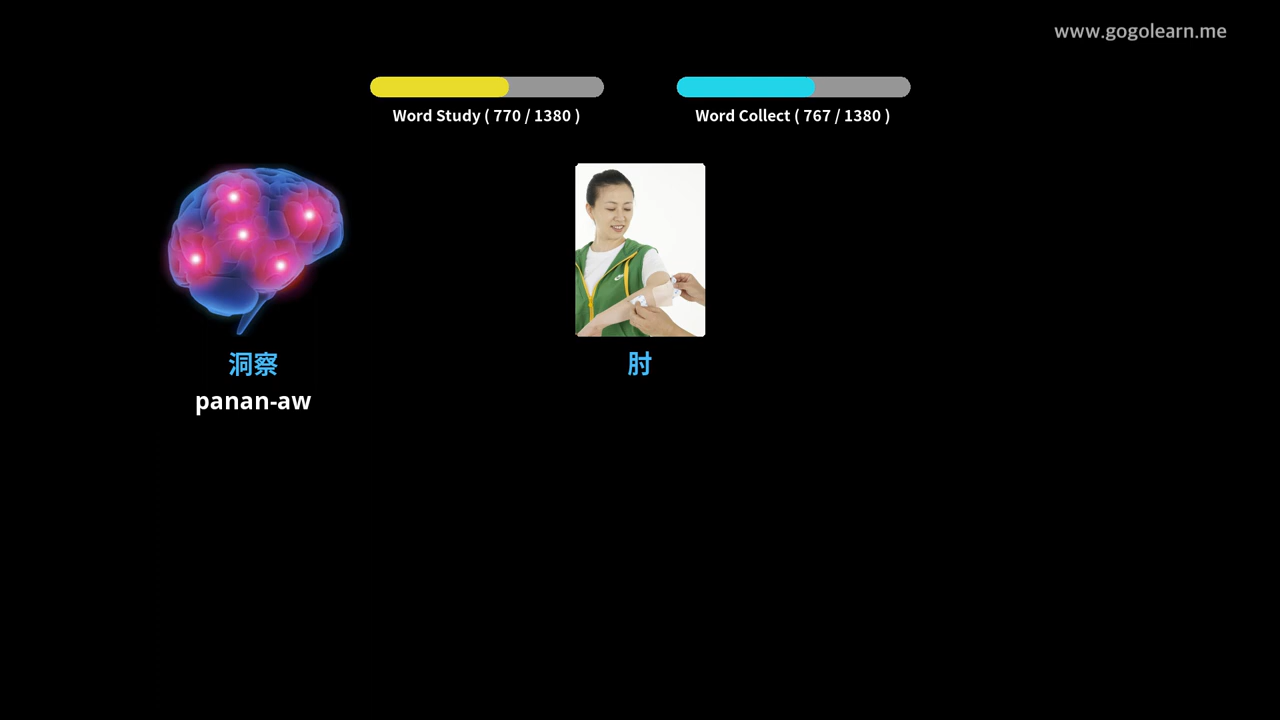 www.gogolearn.me
Word Study ( 770 / 1380 )
Word Collect ( 767 / 1380 )
洞察
panan-aw
肘